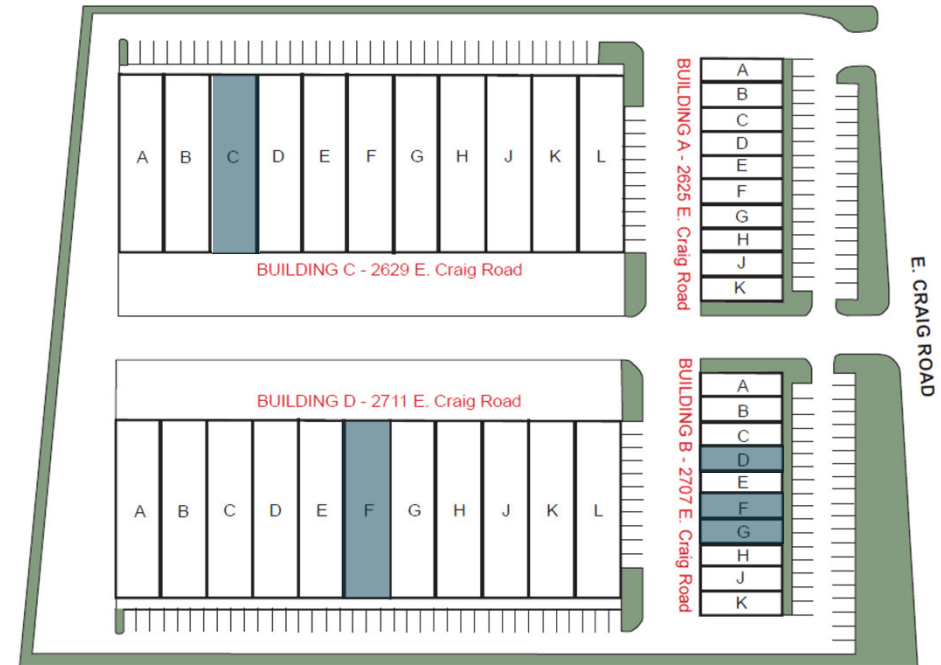 A
B
C
D
E
F
G
H
J
K
L
BUILDING C - 2629 E. Craig Road
BUILDING A - 2625 E. Craig Road
A
B
C
D
E
F
G
H
J
K
E. CRAIG ROAD
BUILDING D - 2711 E. Craig Road
A
B
C
D
E
F
G
H
J
K
L
BUILDING B - 2707 E. Craig Road
A
B
C
D
E
F
G
H
J
K